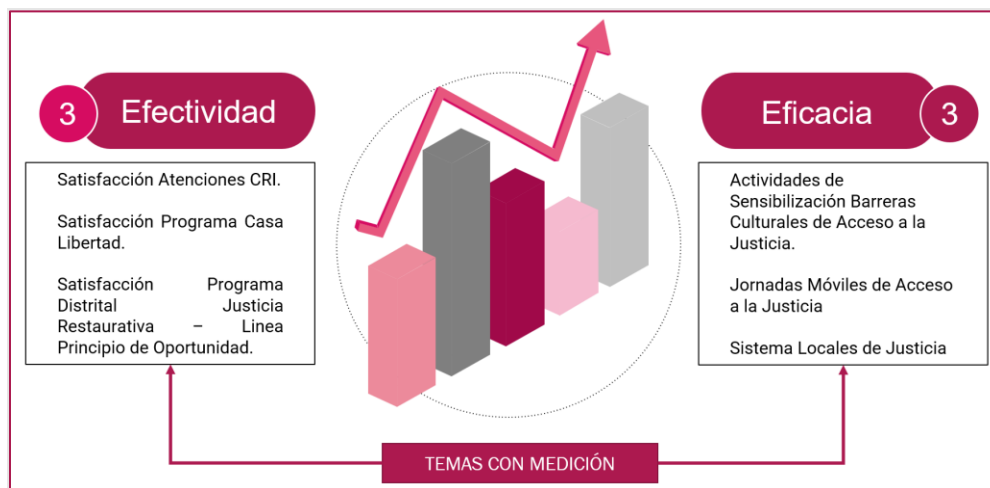 3
Efectividad
Satisfacción Atenciones CRI.
Satisfacción Programa Casa
Libertad.
Satisfacción Programa
Distrital Justicia
Restaurativa – Linea
Principio de Oportunidad.
Eficacia
3
Actividades de
Sensibilización Barreras
Culturales de Acceso a la
Justicia.
Jornadas Móviles de Acceso
a la Justicia
Sistema Locales de Justicia
TEMAS CON MEDICIÓN